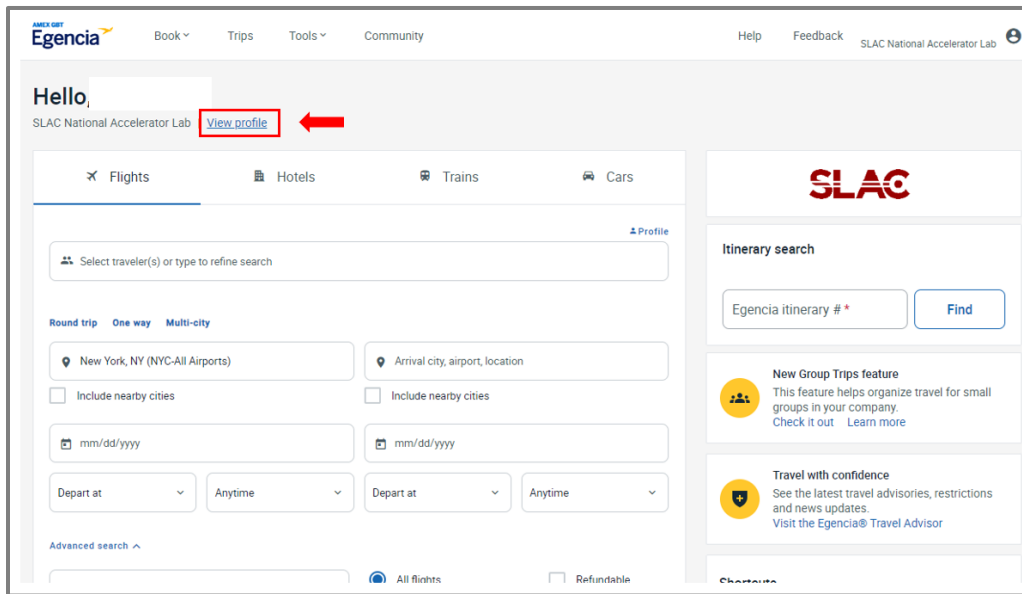 AMEX GBT
Egencia
Book
Trips
Tools
Community
Help
Feedback
SLAC National Accelerator Lab
Hello,
SLAC National Accelerator Lab
View profile
Flights
Hotels
Trains
Cars
SLAC
Profile
Select traveler(s) or type to refine search
Itinerary search
Egencia itinerary # *
Find
Round trip One way Multi-city
New York, NY (NYC-All Airports)
Arrival city, airport, location
Include nearby cities
Include nearby cities
mm/dd/yyyy
mm/dd/yyyy
Depart at
Anytime
Depart at
Anytime
Advanced search
All flights
Refundable
New Group Trips feature
This feature helps organize travel for small
groups in your company.
Check it out Learn more
Travel with confidence
See the latest travel advisories, restrictions
and news updates.
Visit the Egencia® Travel Advisor
Shortcuts